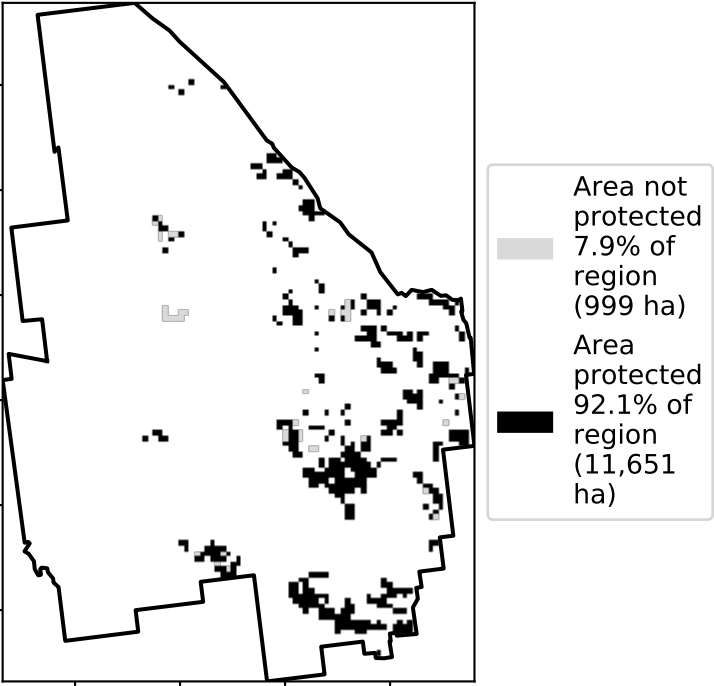 Area not
protected
7.9% of
region
(999 ha)
Area
protected
92.1% of
region
(11,651
ha)